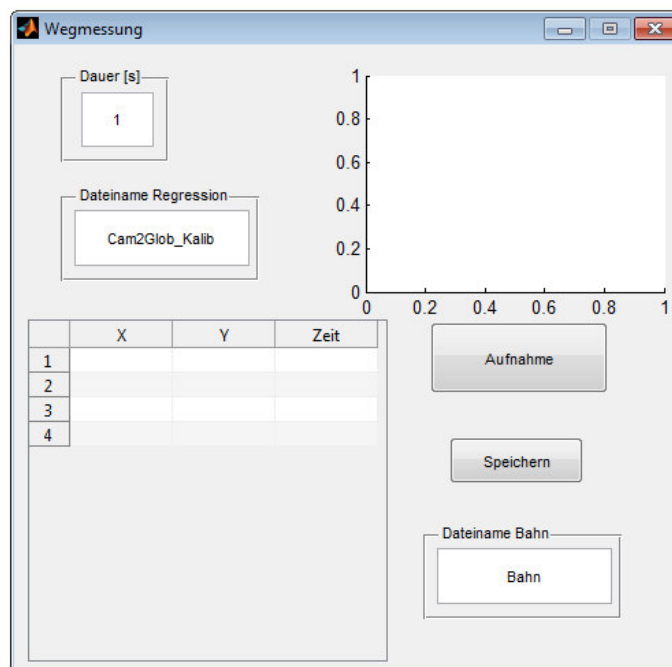 Wegmessung
Dauer [s]
1
Dateiname Regression
Cam2Glob_Kalib
1
0.8
0.6
0.4
0.2
0
0 0.2 0.4 0.6 0.8 1
X Y Zeit
1
2
3
4
Aufnahme
Speichern
Dateiname Bahn
Bahn